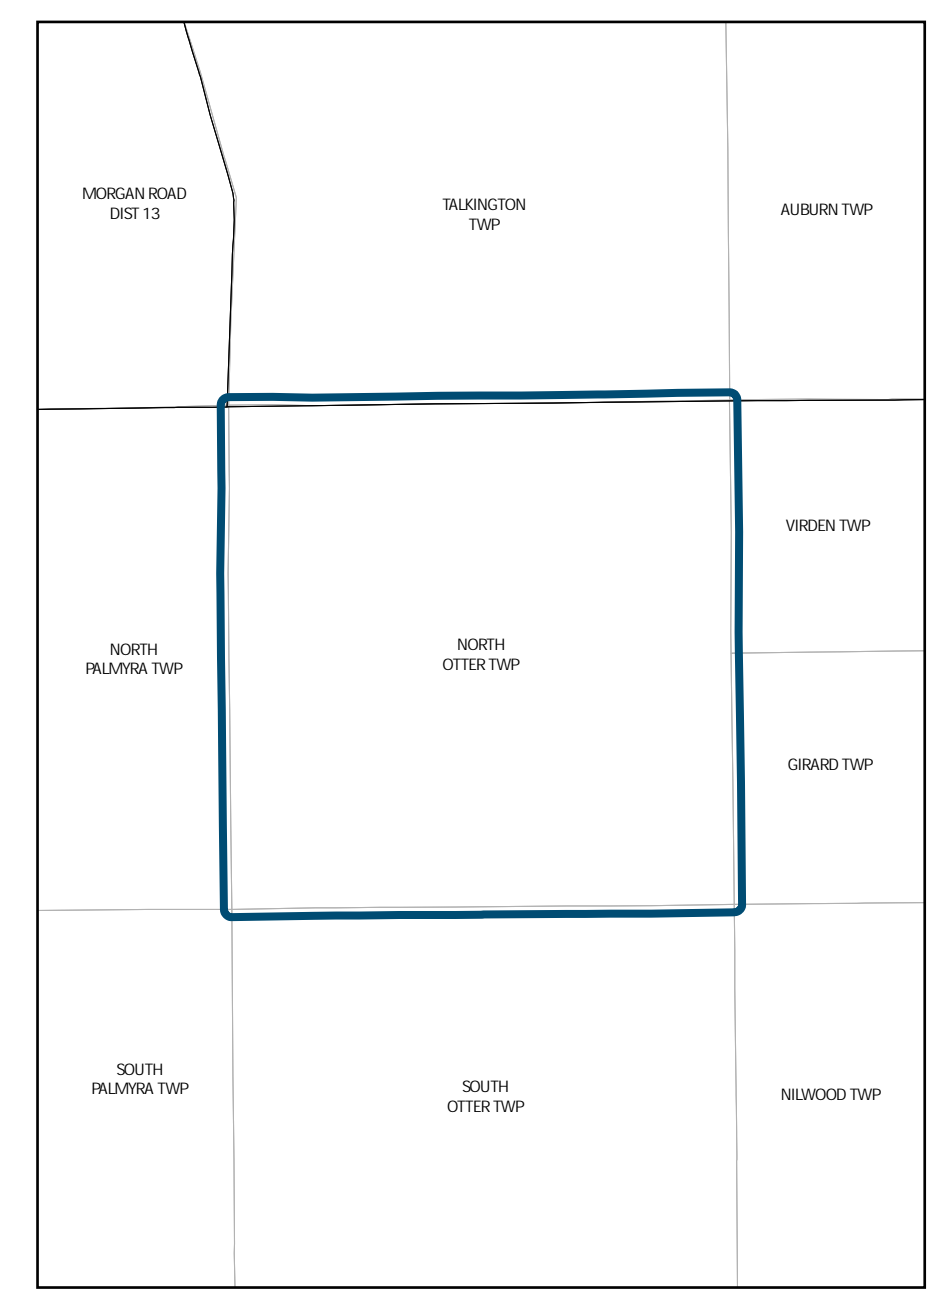 MORGAN ROAD
DIST 13
TALKINGTON
TWP
AUBURN TWP
VIRDEN TWP
NORTH
PALMYRA TWP
NORTH
OTTER TWP
GIRARD TWP
SOUTH
PALMYRA TWP
SOUTH
OTTER TWP
NILWOOD TWP